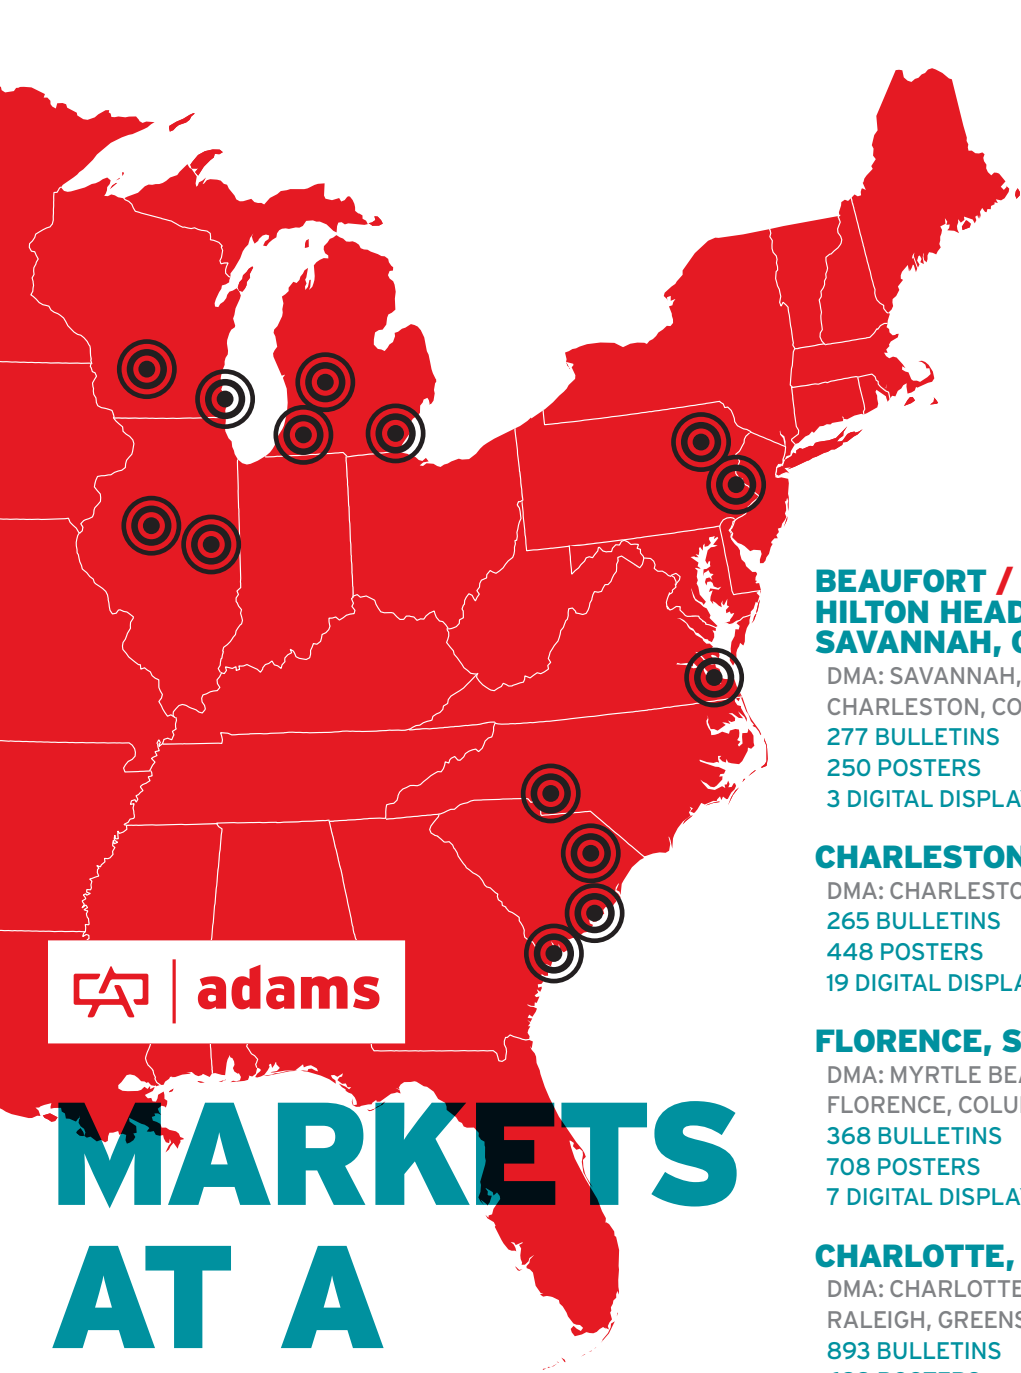 adams
MARKETS
AT A
BEAUFORT /
HILTON HEAD
SAVANNAH,
DMA: SAVANNAH,
CHARLESTON,
277 BULLETINS
250 POSTERS
3 DIGITAL
CHARLESTON
DMA:
265 BULLETINS
448 POSTERS
19 DIGITAL
FLORENCE,
DMA: MYRTLE
FLORENCE,
368 BULLETINS
708 POSTERS
7 DIGITAL
CHARLOTTE,
DMA: CHARLOTTE
RALEIGH,
893 BULLETINS